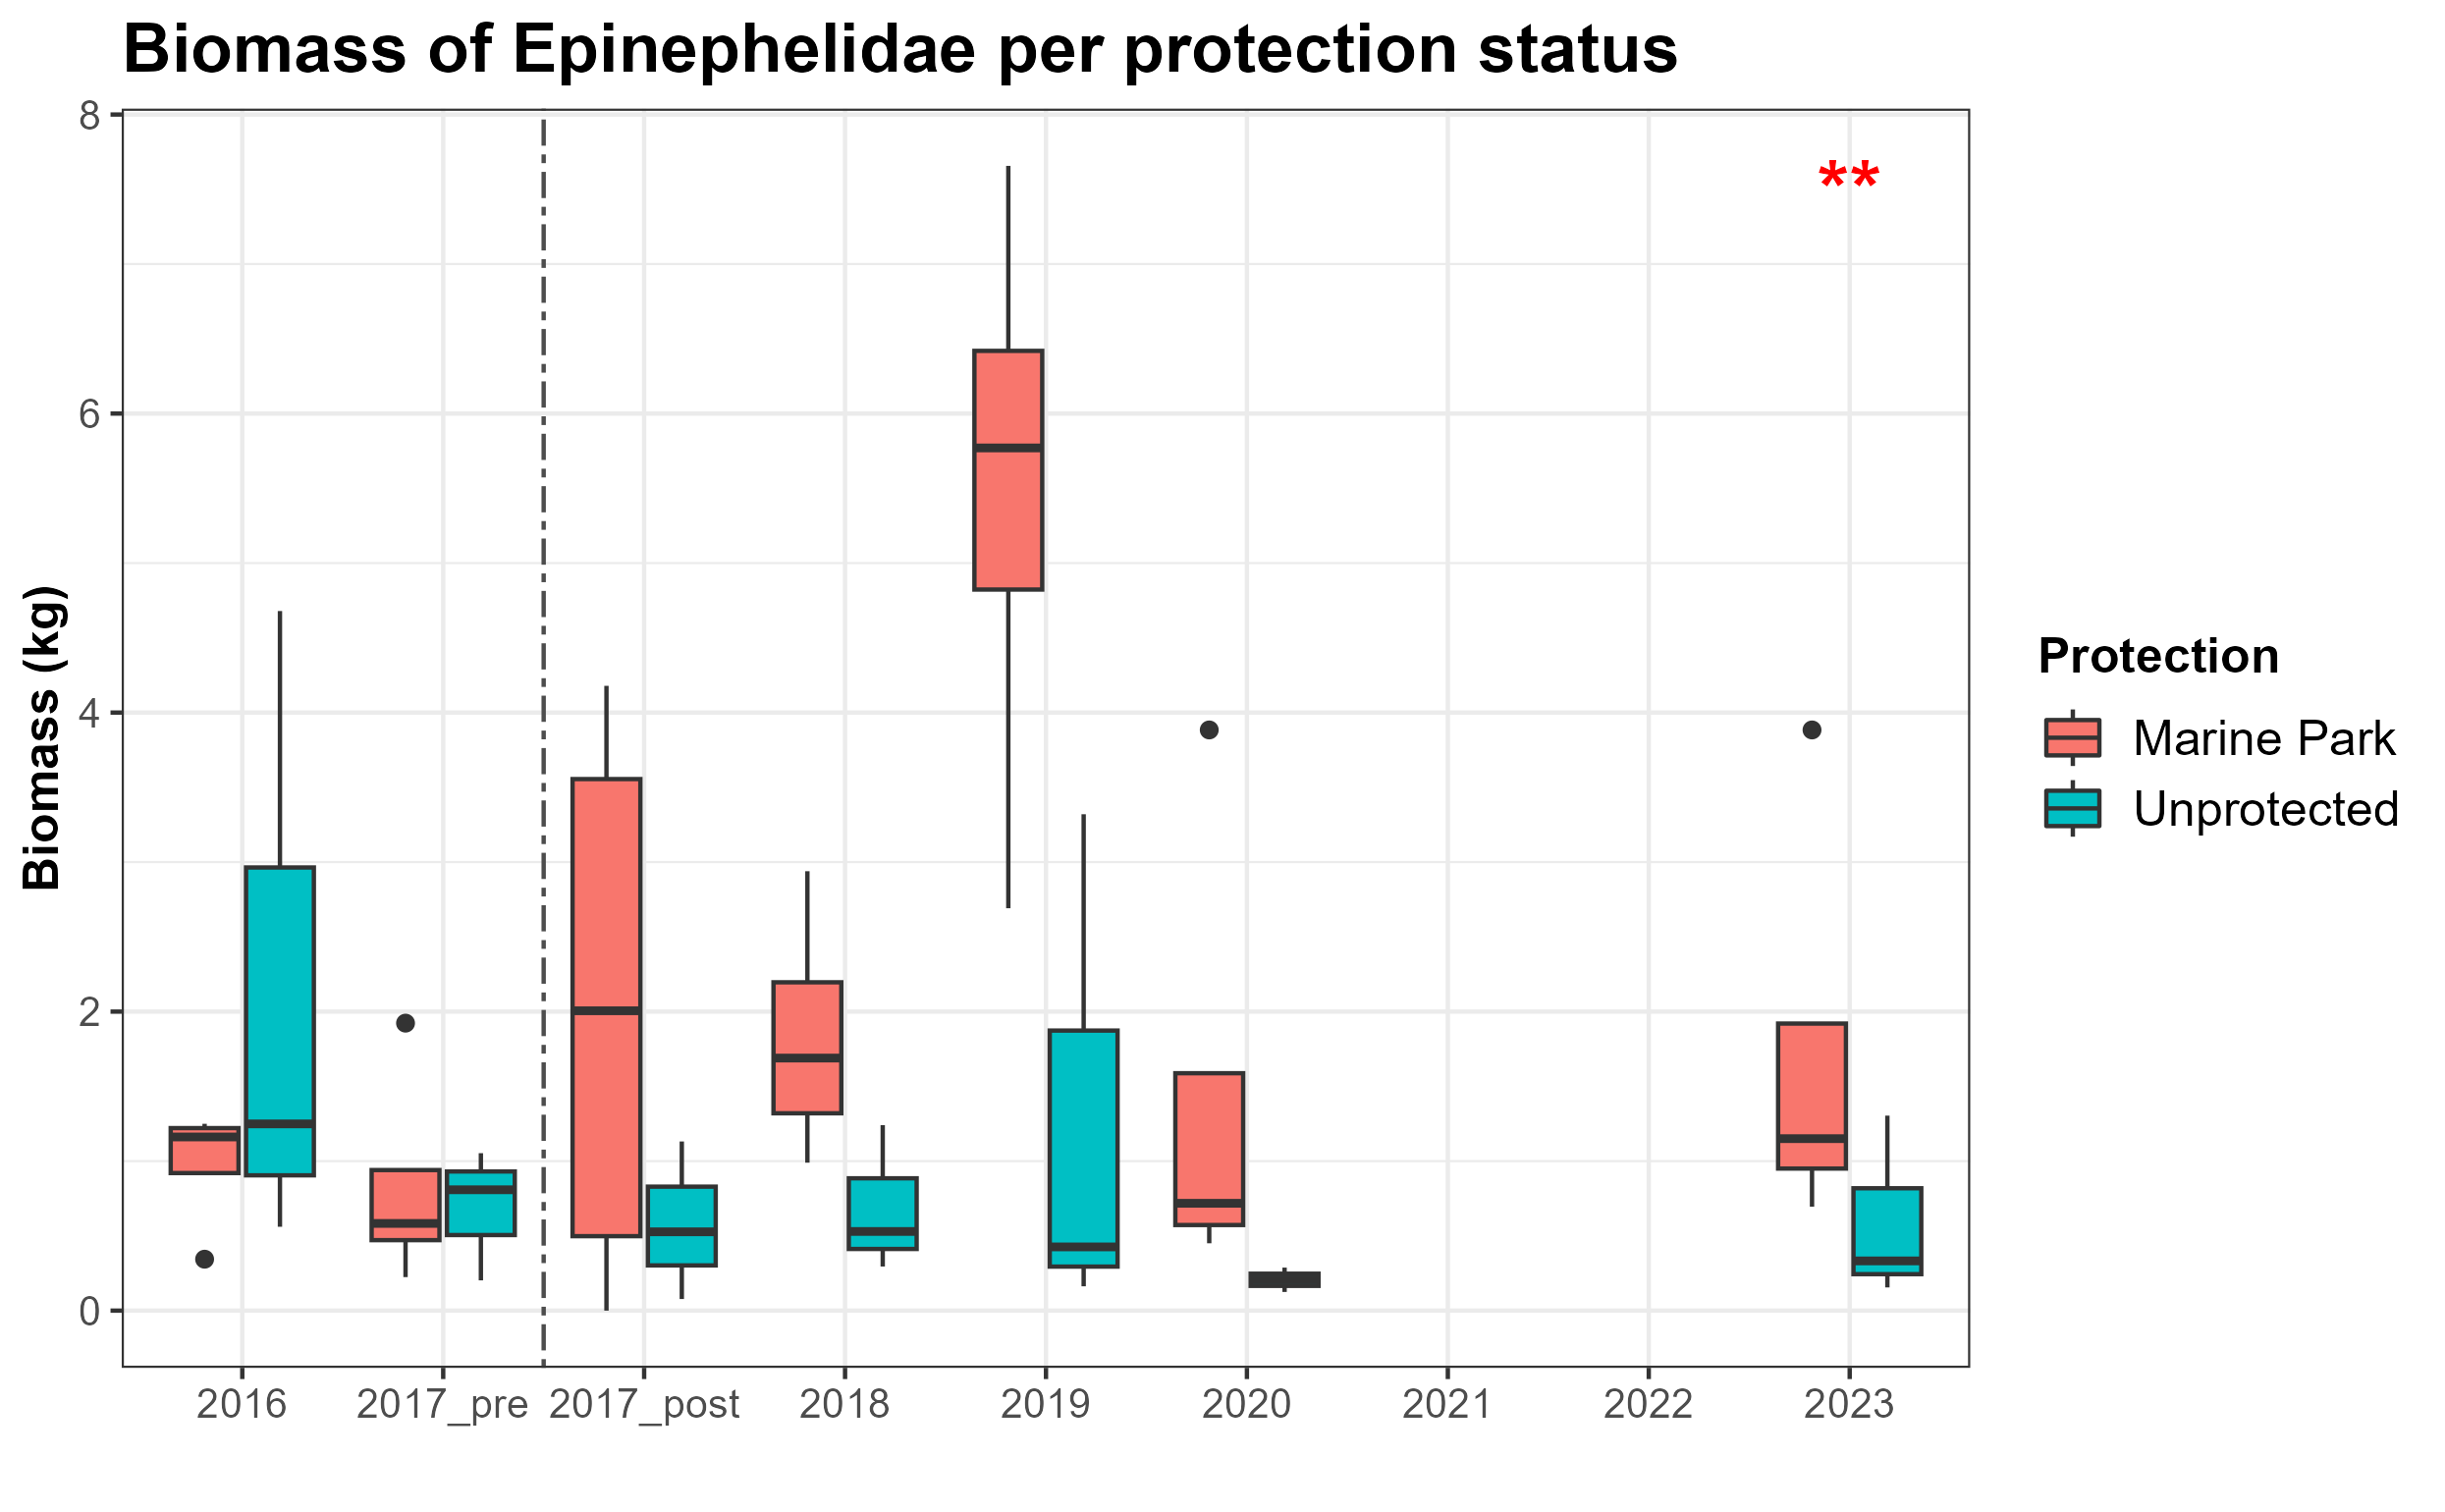 Biomass of Epinephelidae per protection status
8
**
6
4
2
0
Biomass (kg)
Protection
Marine Park
Unprotected
2016 2017_pre 2017_post 2018 2019 2020 2021 2022 2023